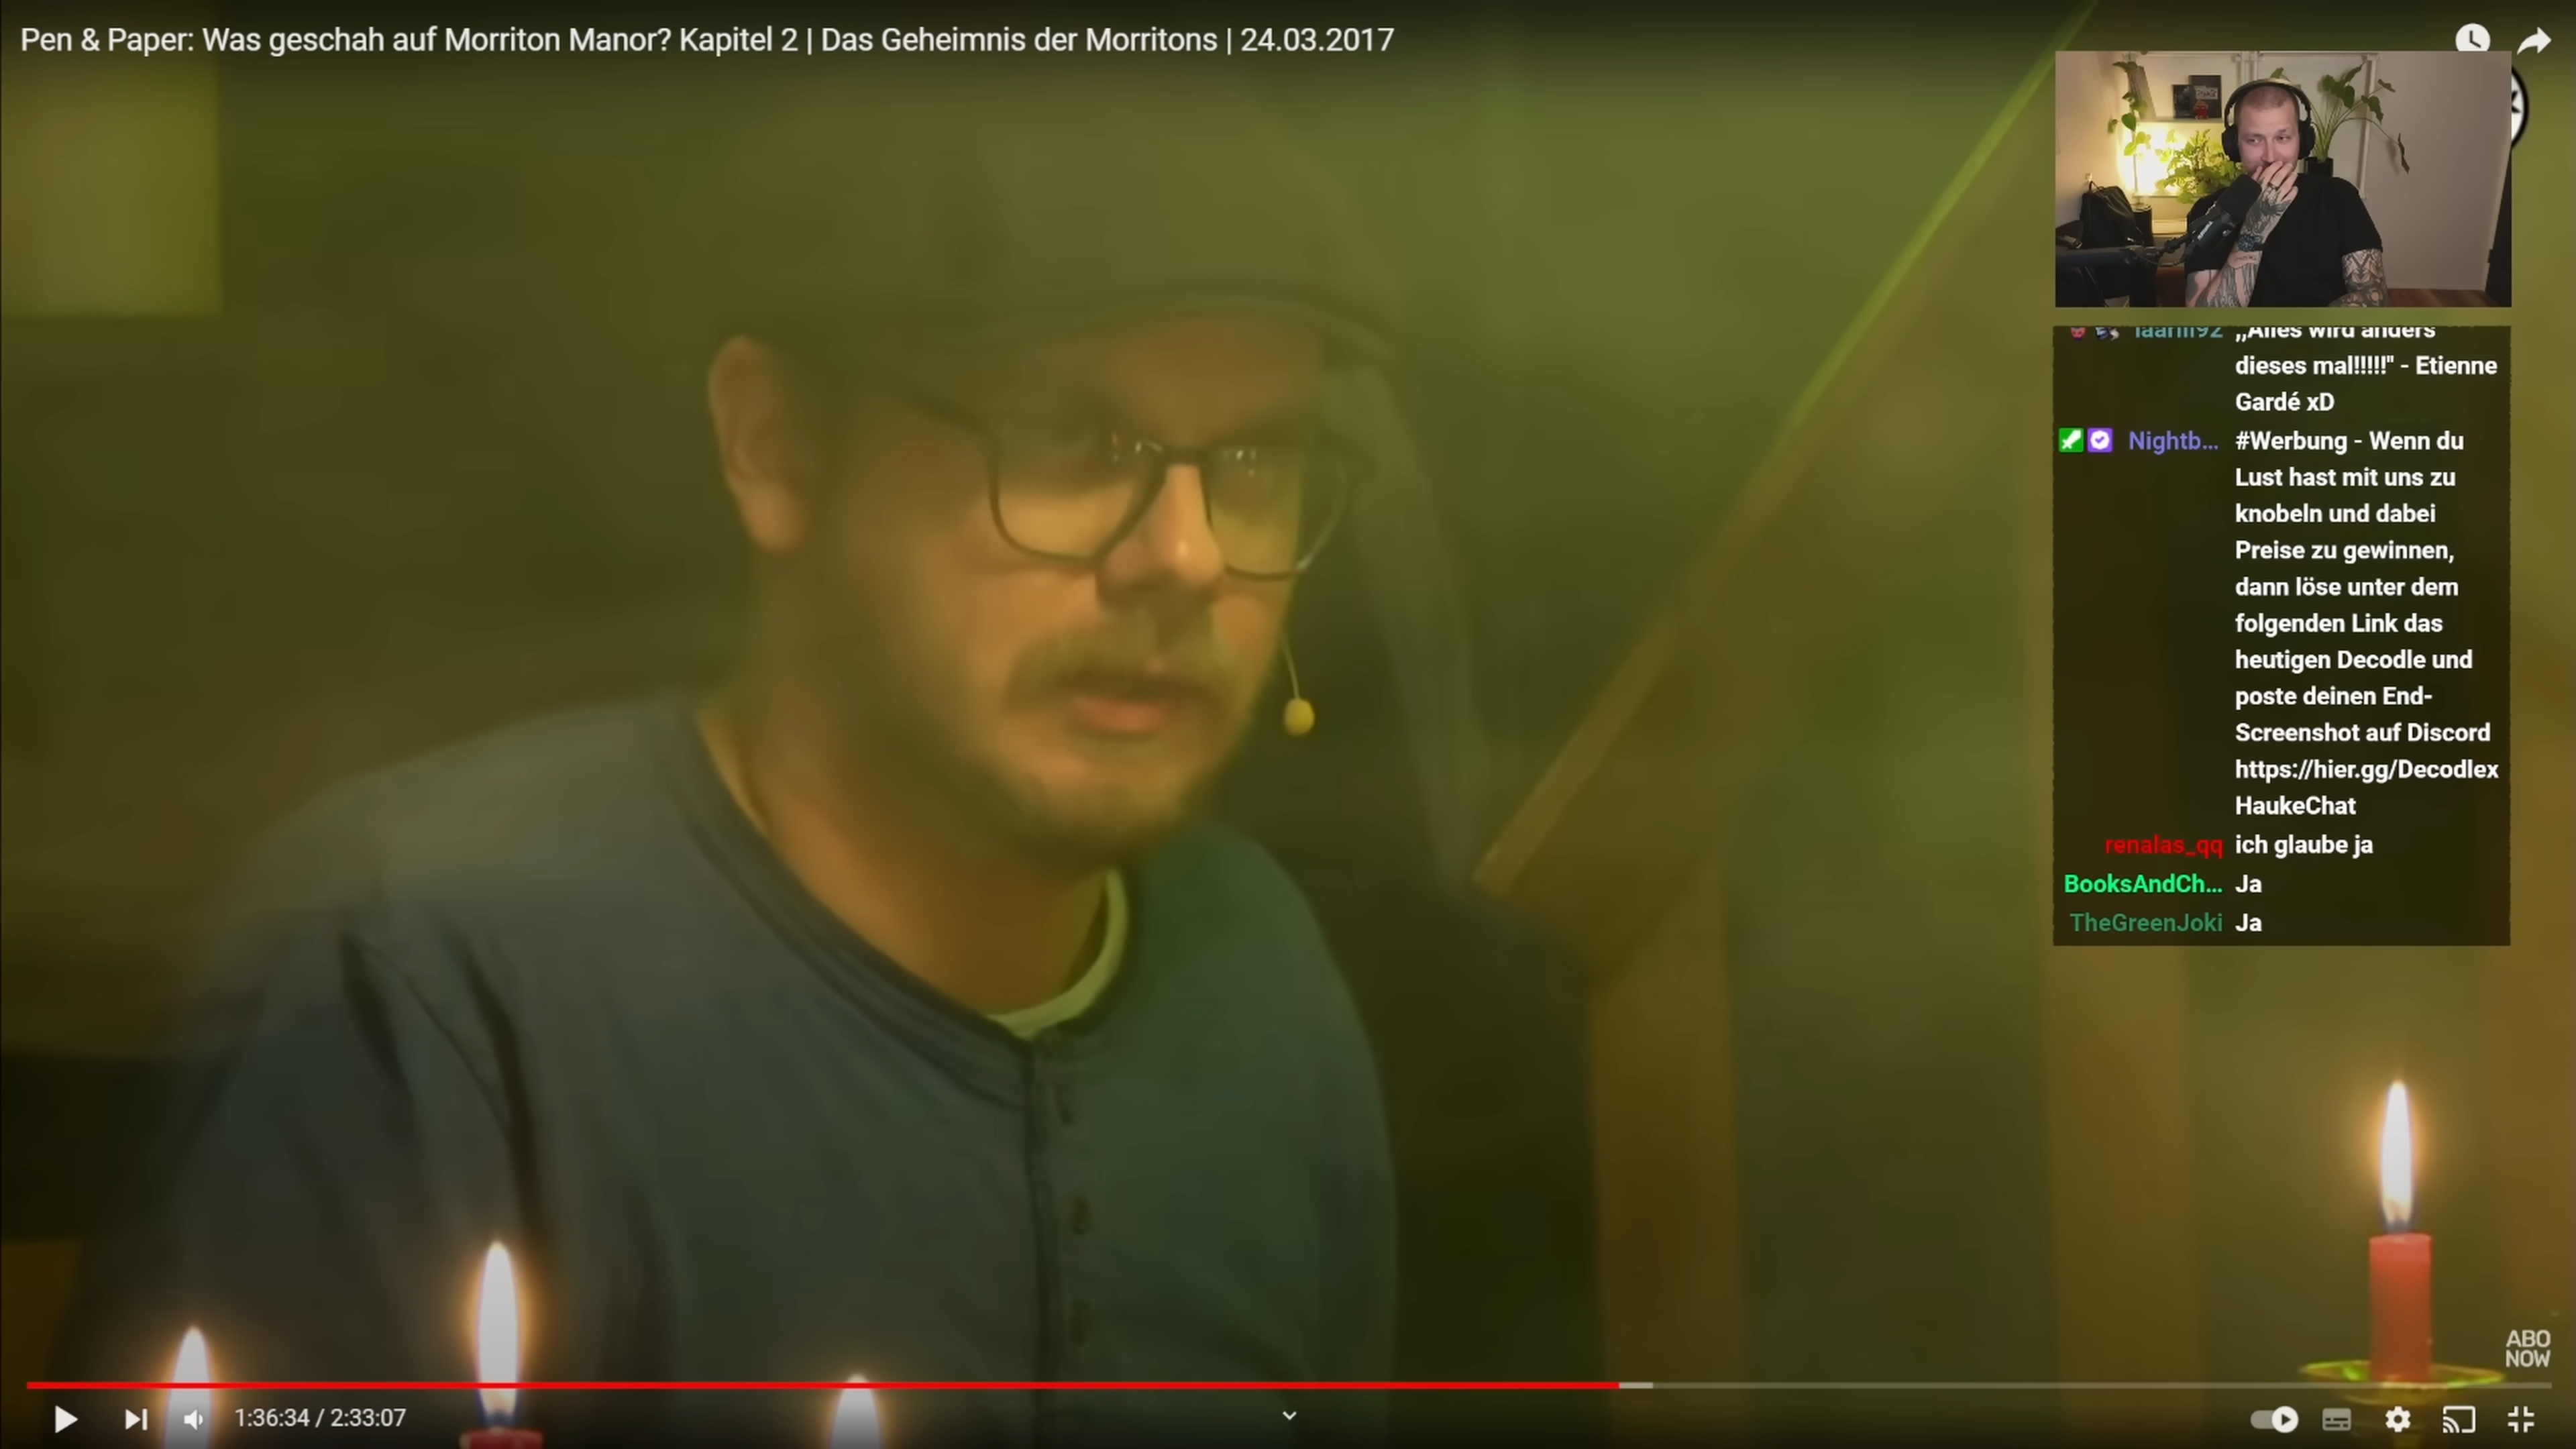 Pen & Paper: Was geschah auf Morriton Manor? Kapitel 2 | Das Geheimnis der Morritons | 24.03.2017
„Alles wird anders
dieses mal!!!!!" - Etienne
Gardé xD
Nightb... #Werbung - Wenn du
Lust hast mit uns zu
knobeln und dabei
Preise zu gewinnen,
dann löse unter dem
folgenden Link das
heutigen Decodle und
poste deinen End-
Screenshot auf Discord
https://hier.gg/Decodlex
HaukeChat
renalas_qq ich glaube ja
BooksAndCh... Ja
TheGreenJoki Ja
ABO
NOW
1:36:34 / 2:33:07